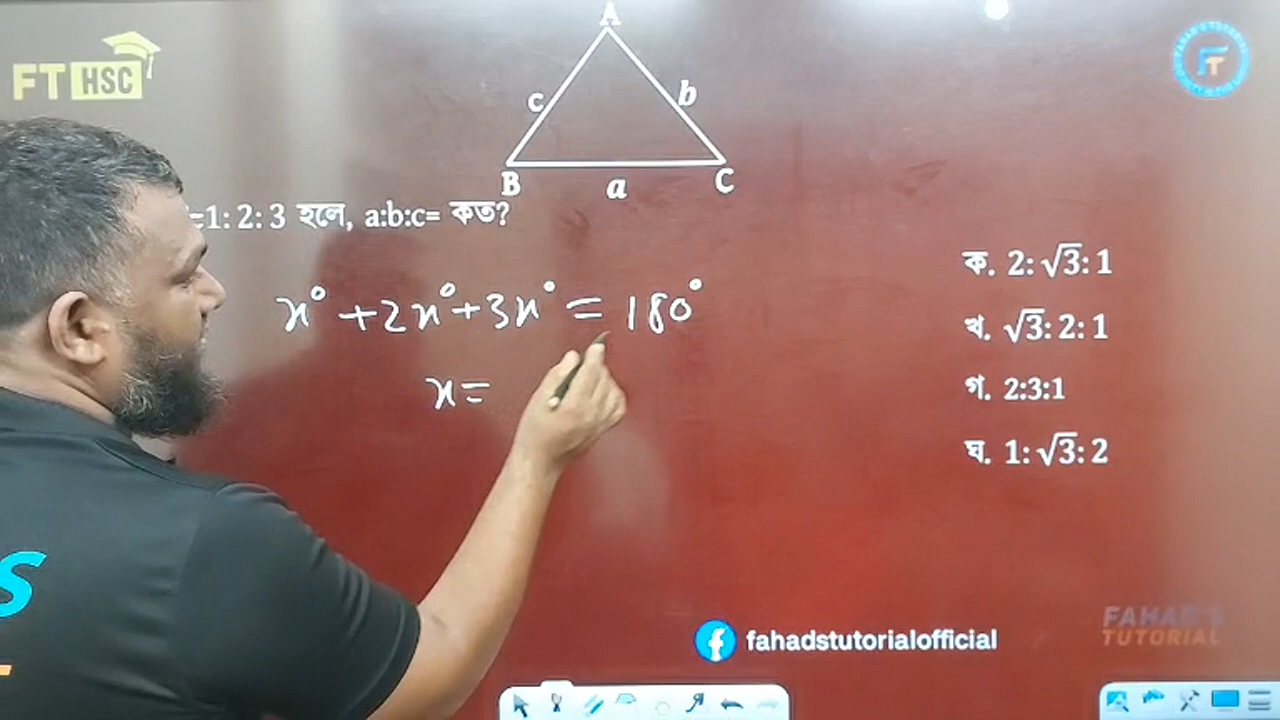 FT HSC
A
c
b
B
a
C
=1: 2: 3 হলে, a:b:c= কত?
ক. 2: √3: 1
x° + 2x° + 3x° = 180°
খ. √3: 2: 1
x =
গ. 2:3:1
ঘ. 1: √3: 2
S
FAHAD'S
TUTORIAL
fahadstutorialofficial